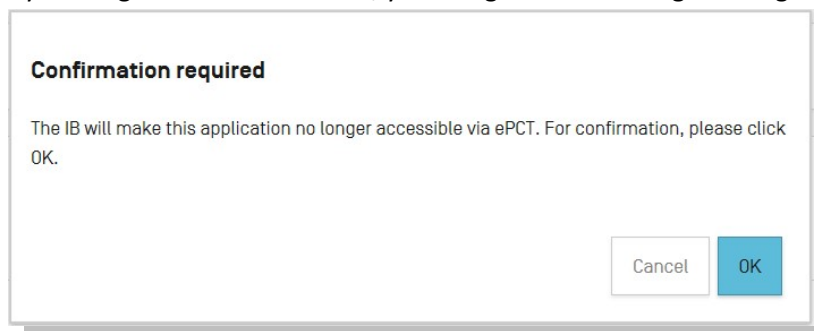 Confirmation required
The IB will make this application no longer accessible via ePCT. For confirmation, please click
OK.
Cancel
OK